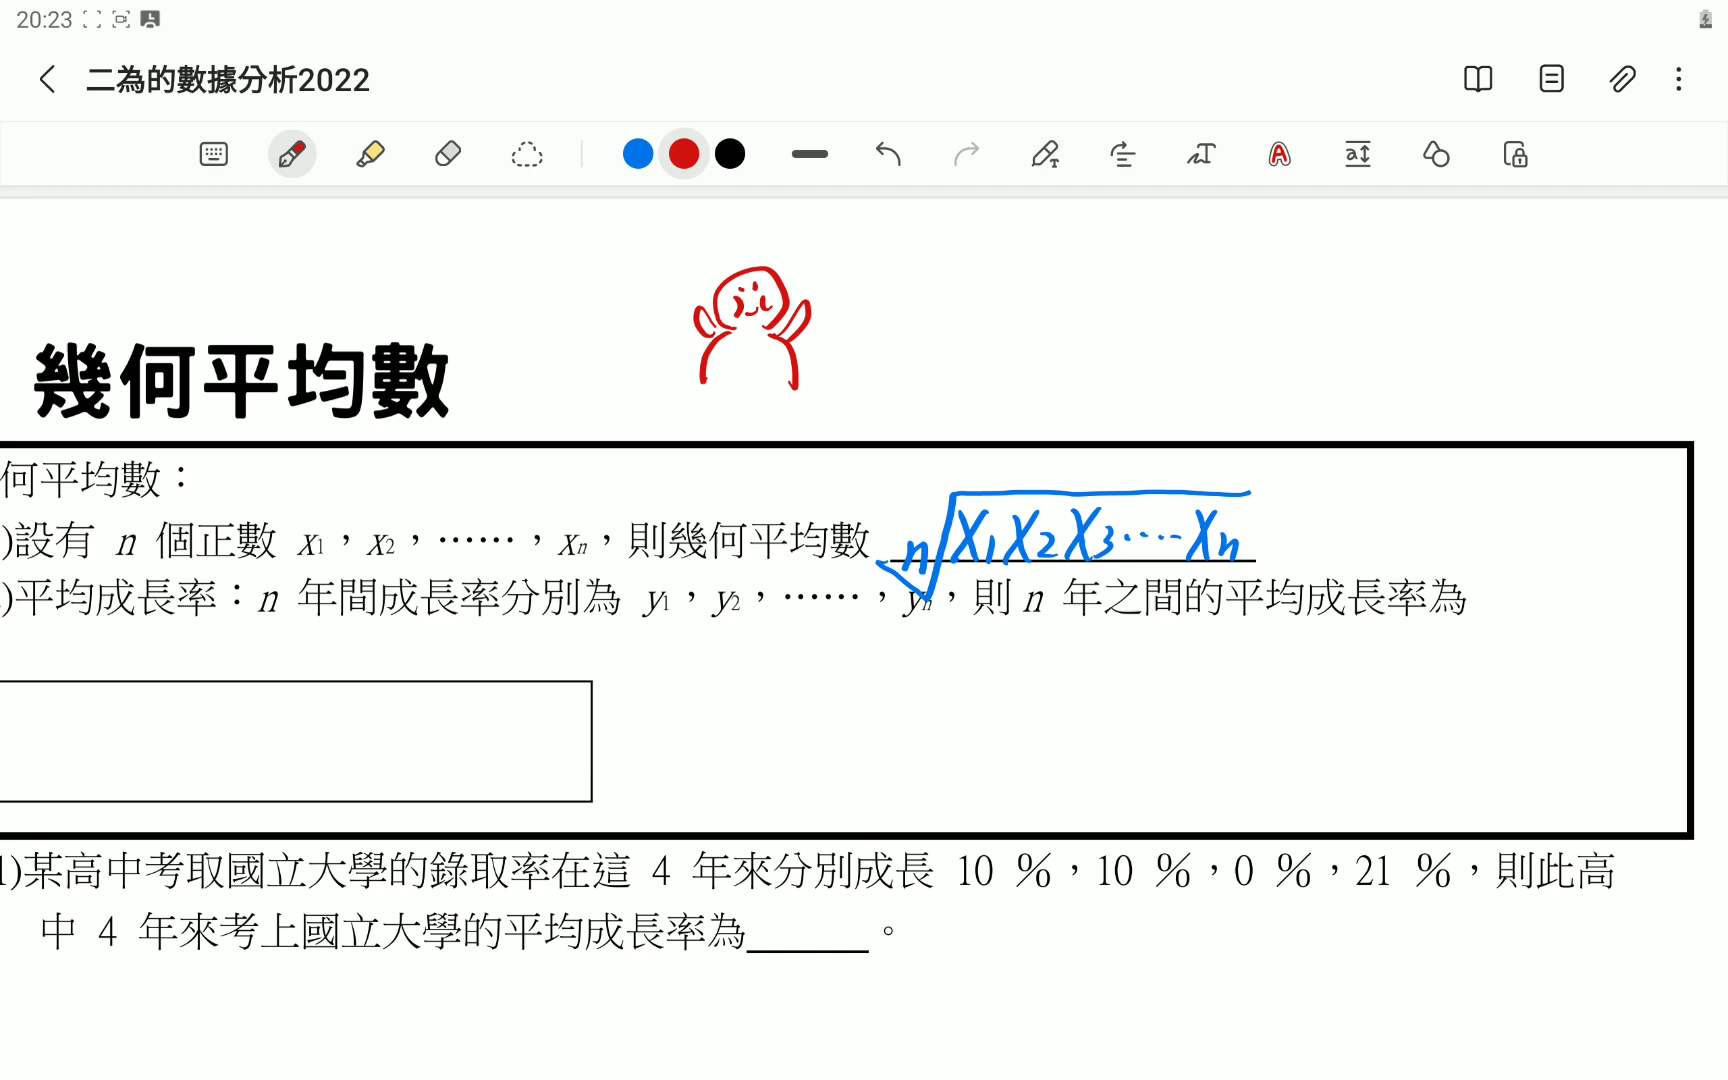 20:23
二為的數據分析2022
幾何平均數
何平均數：
)設有 n 個正數 x1，x2，……，xn，則幾何平均數 n√X1X2X3....Xn
)平均成長率：n 年間成長率分別為 y1，y2，……，yn，則 n 年之間的平均成長率為
1)某高中考取國立大學的錄取率在這 4 年來分別成長 10 %，10 %，0 %，21 %，則此高
中 4 年來考上國立大學的平均成長率為______。